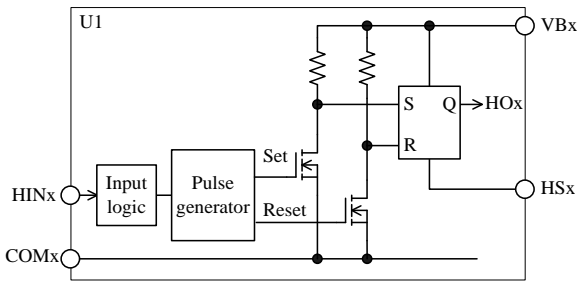 U1
VBx
S
Q
HOx
R
Set
Input
logic
Pulse
generator
HINx
HSx
Reset
COMx